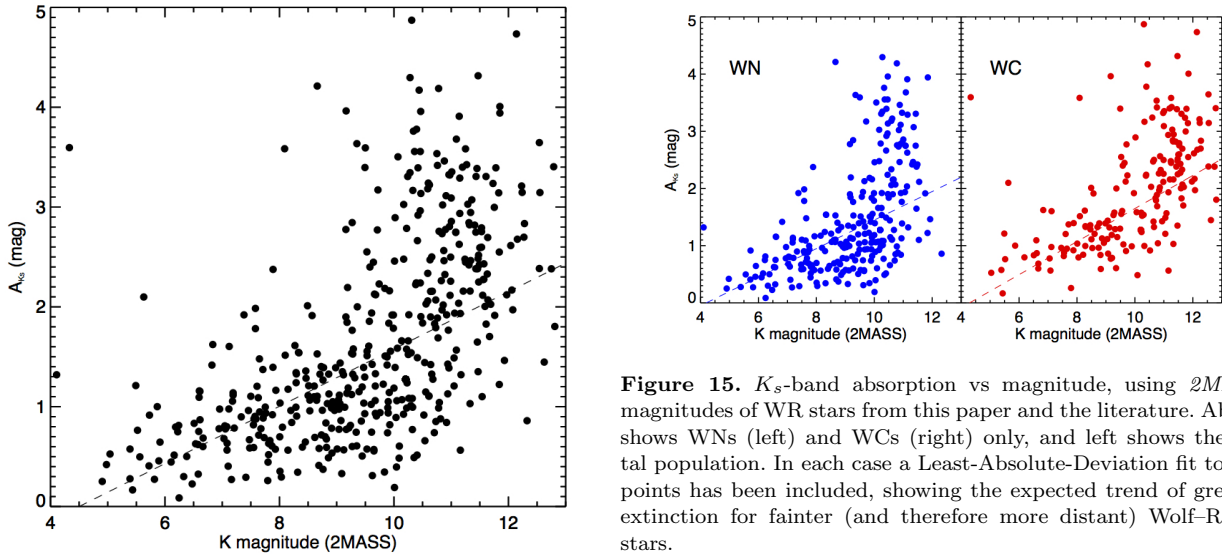 5
4
3
2
1
0
A_Ks (mag)
4 6 8 10 12
K magnitude (2MASS)
5
4
3
2
1
0
A_Ks (mag)
WN
WC
4 6 8 10 12 4 6 8 10 12
K magnitude (2MASS) K magnitude (2MASS)
Figure 15. K_s-band absorption vs magnitude, using 2M
magnitudes of WR stars from this paper and the literature. Ab
shows WNs (left) and WCs (right) only, and left shows the
tal population. In each case a Least-Absolute-Deviation fit to
points has been included, showing the expected trend of gre
extinction for fainter (and therefore more distant) Wolf–R
stars.